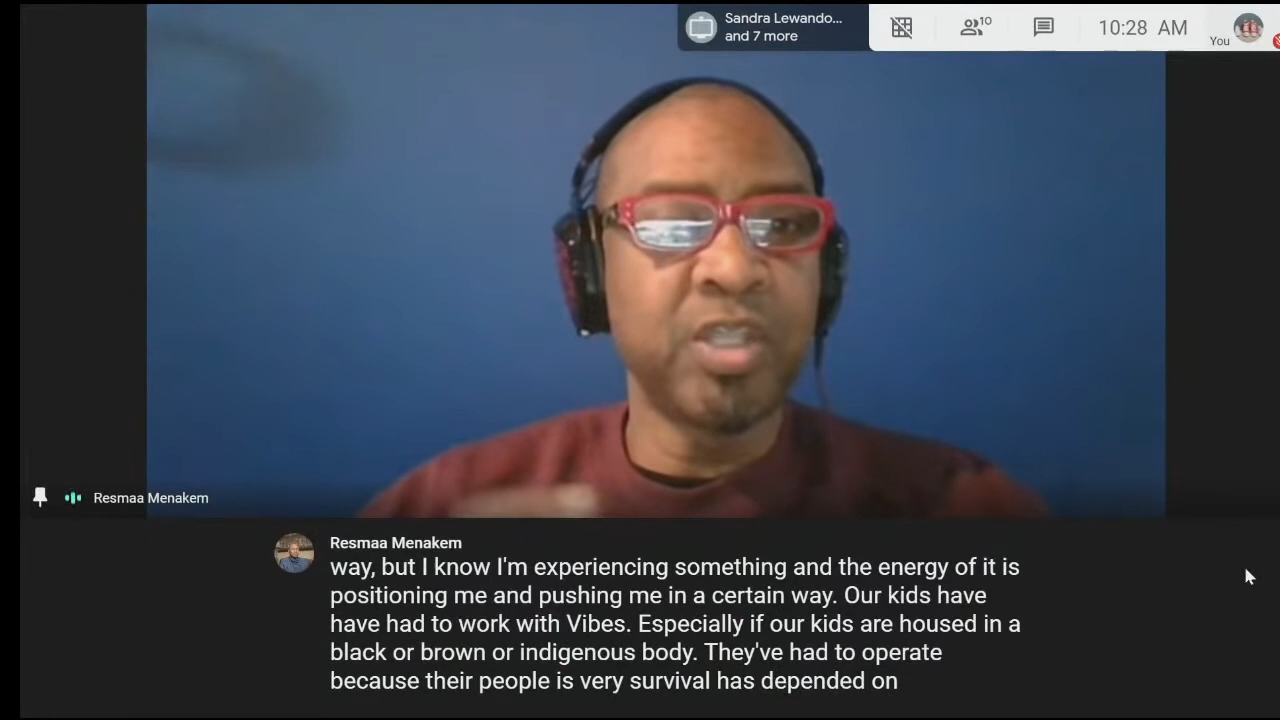 Sandra Lewando...
and 7 more
10
10:28 AM
You
Resmaa Menakem
Resmaa Menakem
way, but I know I'm experiencing something and the energy of it is
positioning me and pushing me in a certain way. Our kids have
have had to work with Vibes. Especially if our kids are housed in a
black or brown or indigenous body. They've had to operate
because their people is very survival has depended on